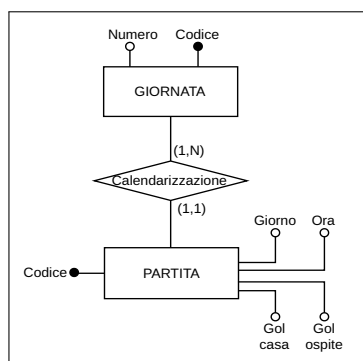 Numero Codice
GIORNATA
(1,N)
Calendarizzazione
(1,1)
Giorno Ora
Codice PARTITA
Gol Gol
casa ospite